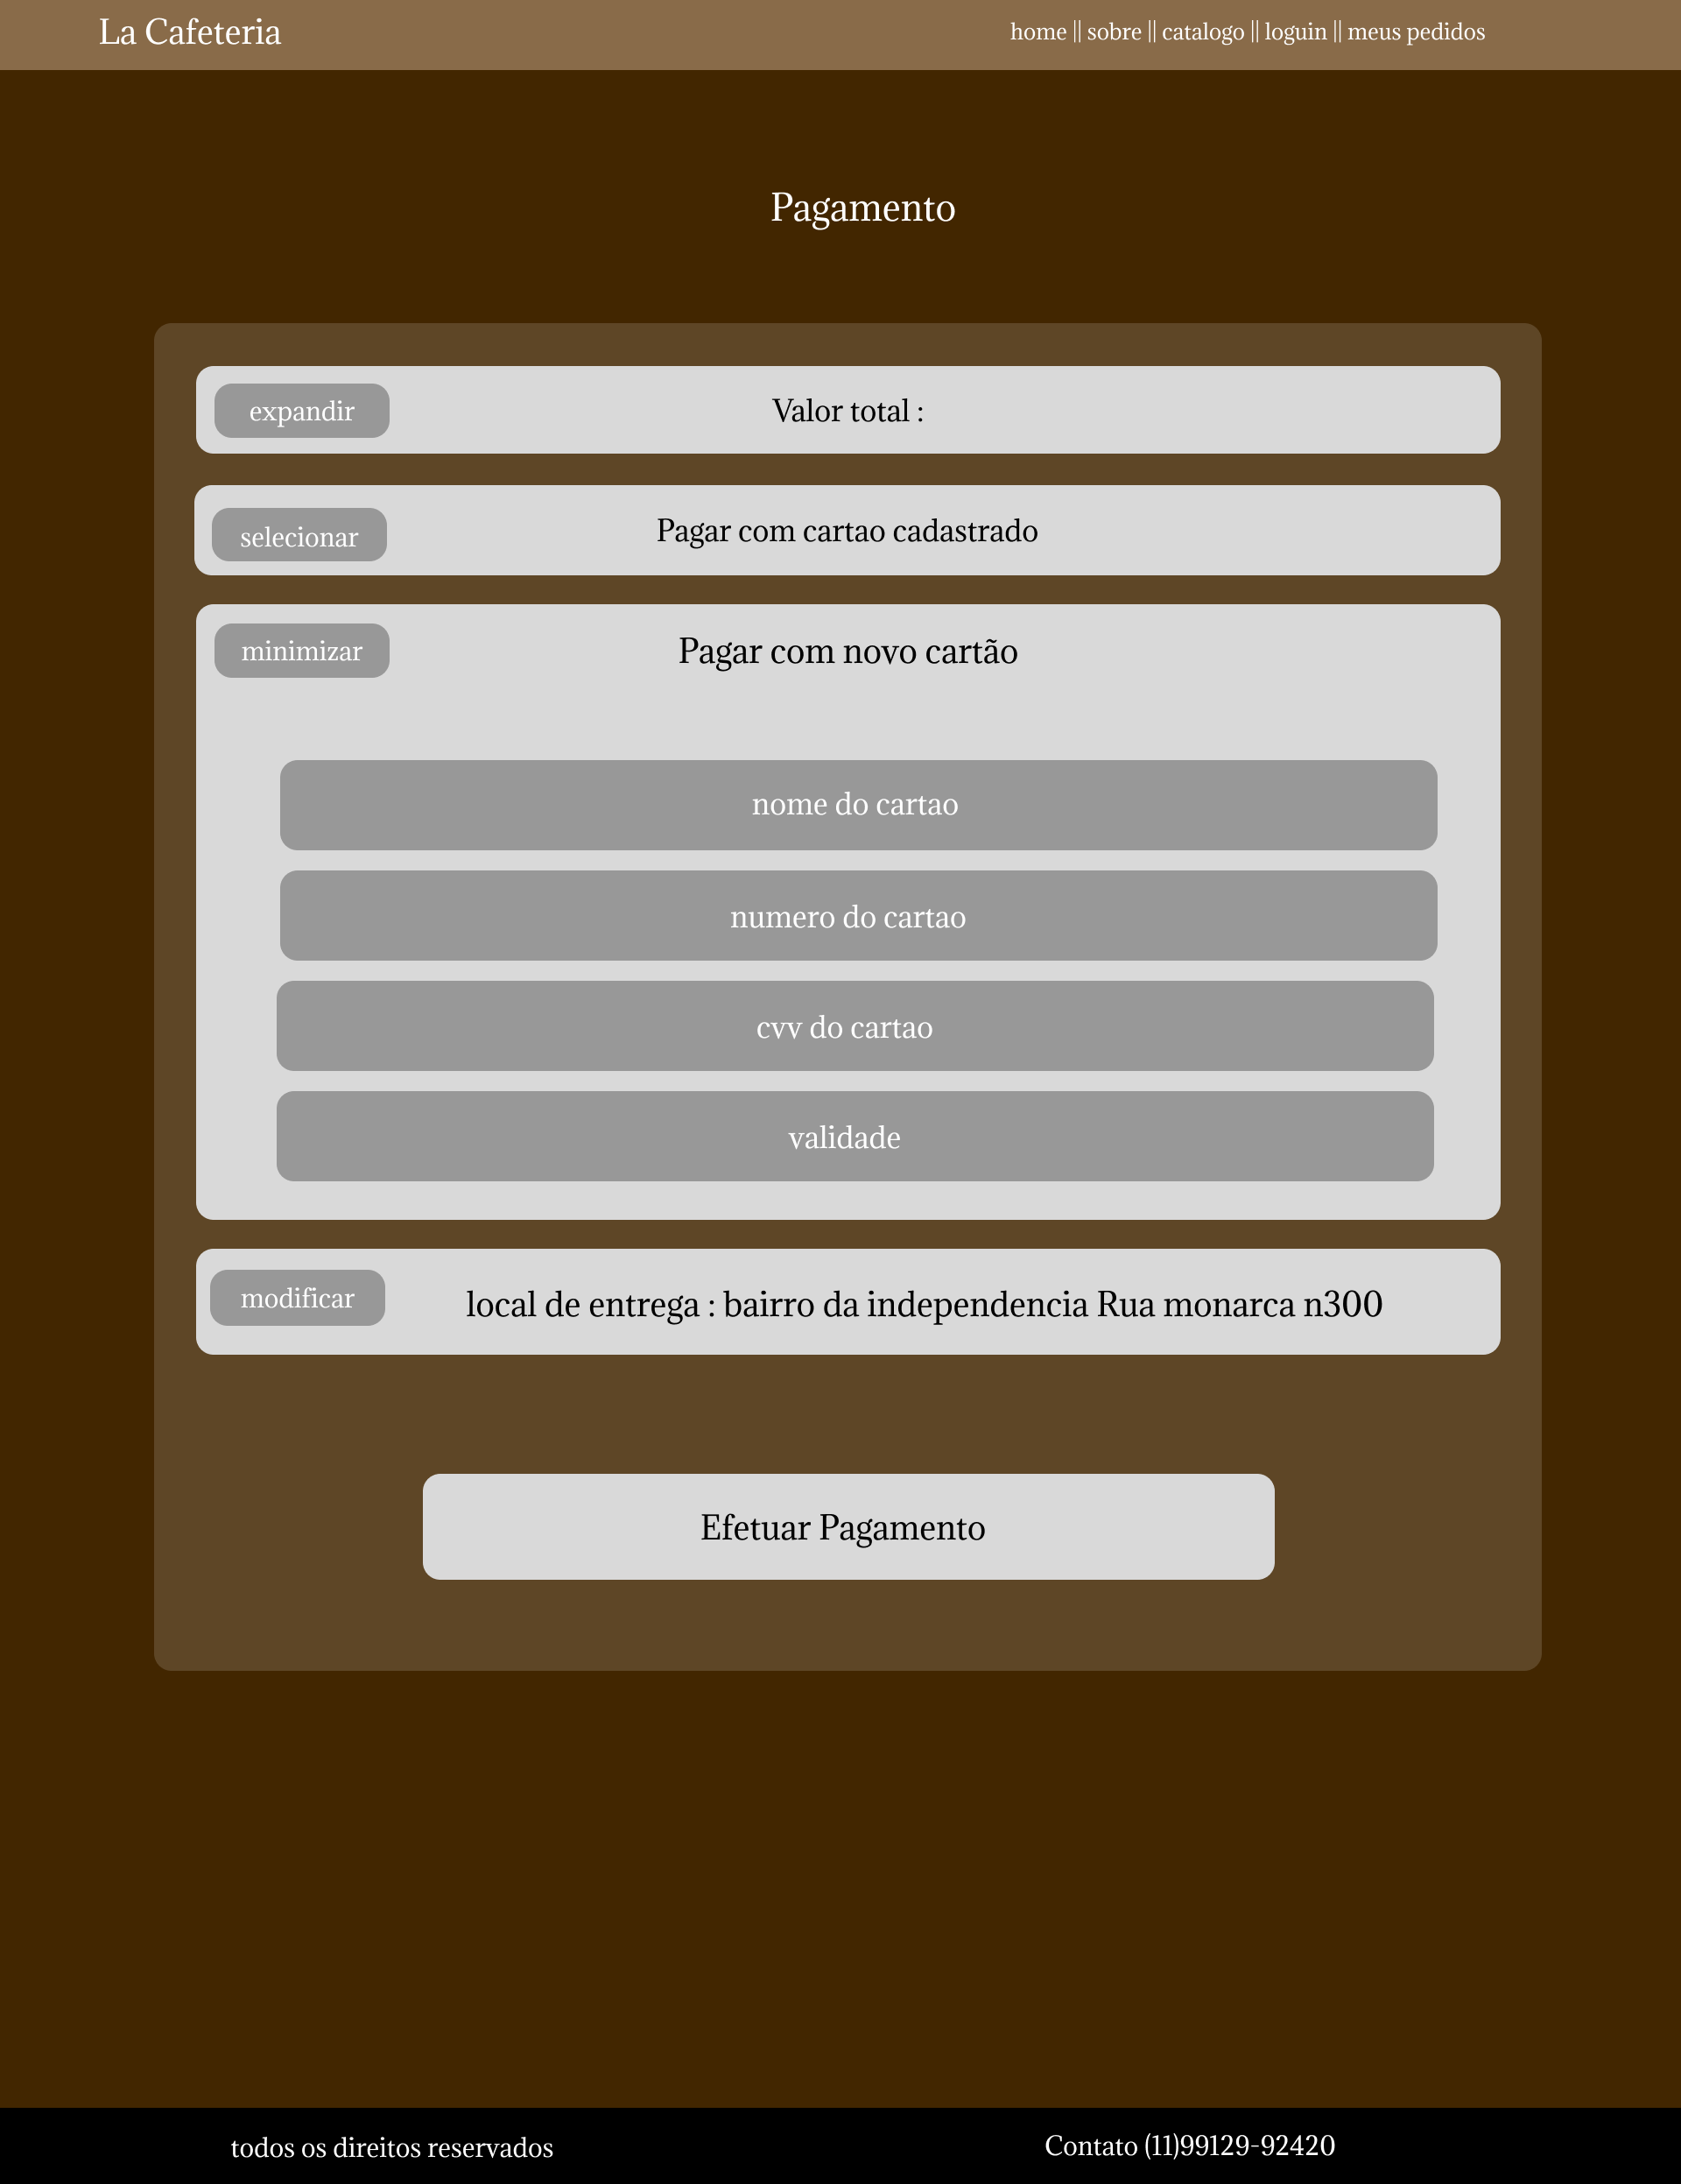 La Cafeteria
home || sobre || catalogo || loguin || meus pedidos
Pagamento
expandir
Valor total :
selecionar
Pagar com cartao cadastrado
minimizar
Pagar com novo cartão
nome do cartao
numero do cartao
cvv do cartao
validade
modificar
local de entrega : bairro da independencia Rua monarca n300
Efetuar Pagamento
todos os direitos reservados
Contato (11)99129-92420